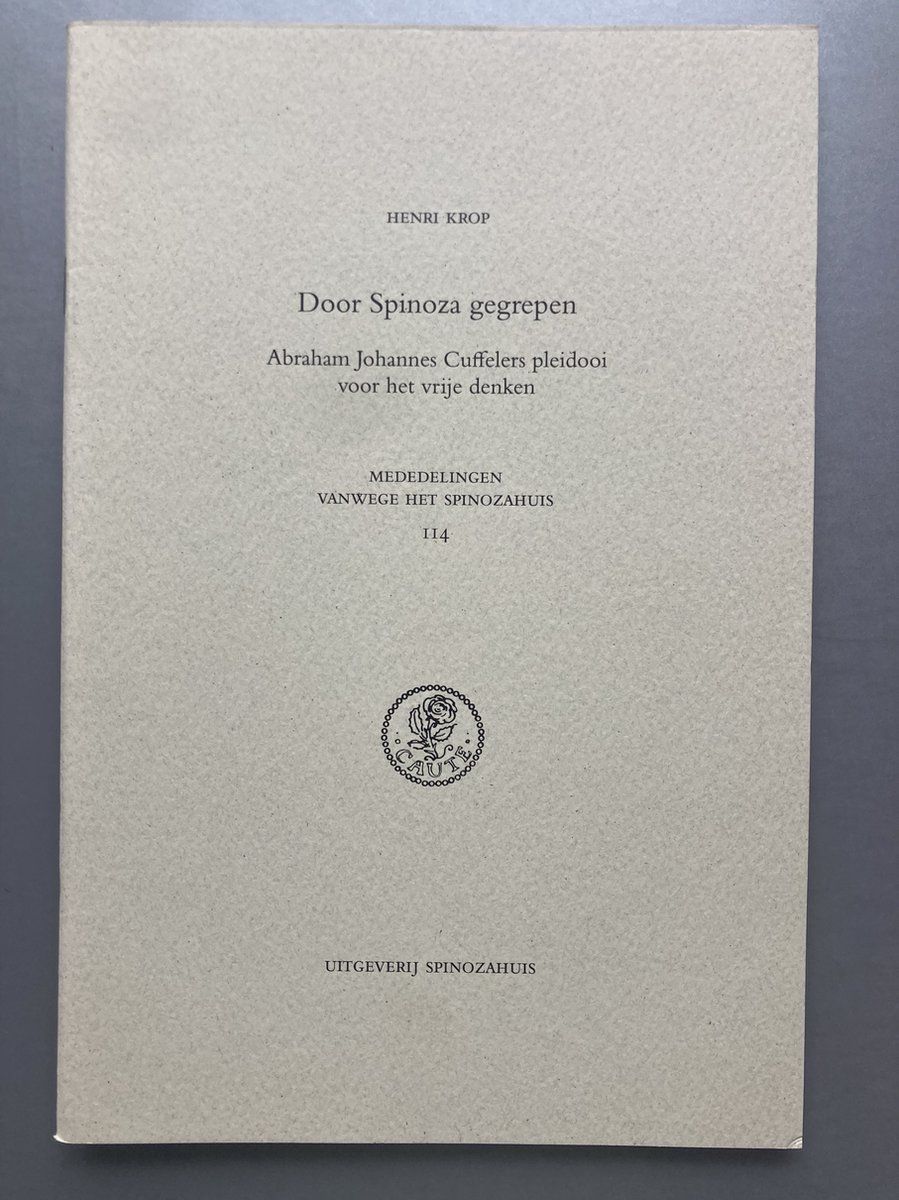 HENRI KROP
Door Spinoza gegrepen
Abraham Johannes Cuffelers pleidooi
voor het vrije denken
MEDEDELINGEN
VANWEGE HET SPINOZAHUIS
114
CAUTE
UITGEVERIJ SPINOZAHUIS